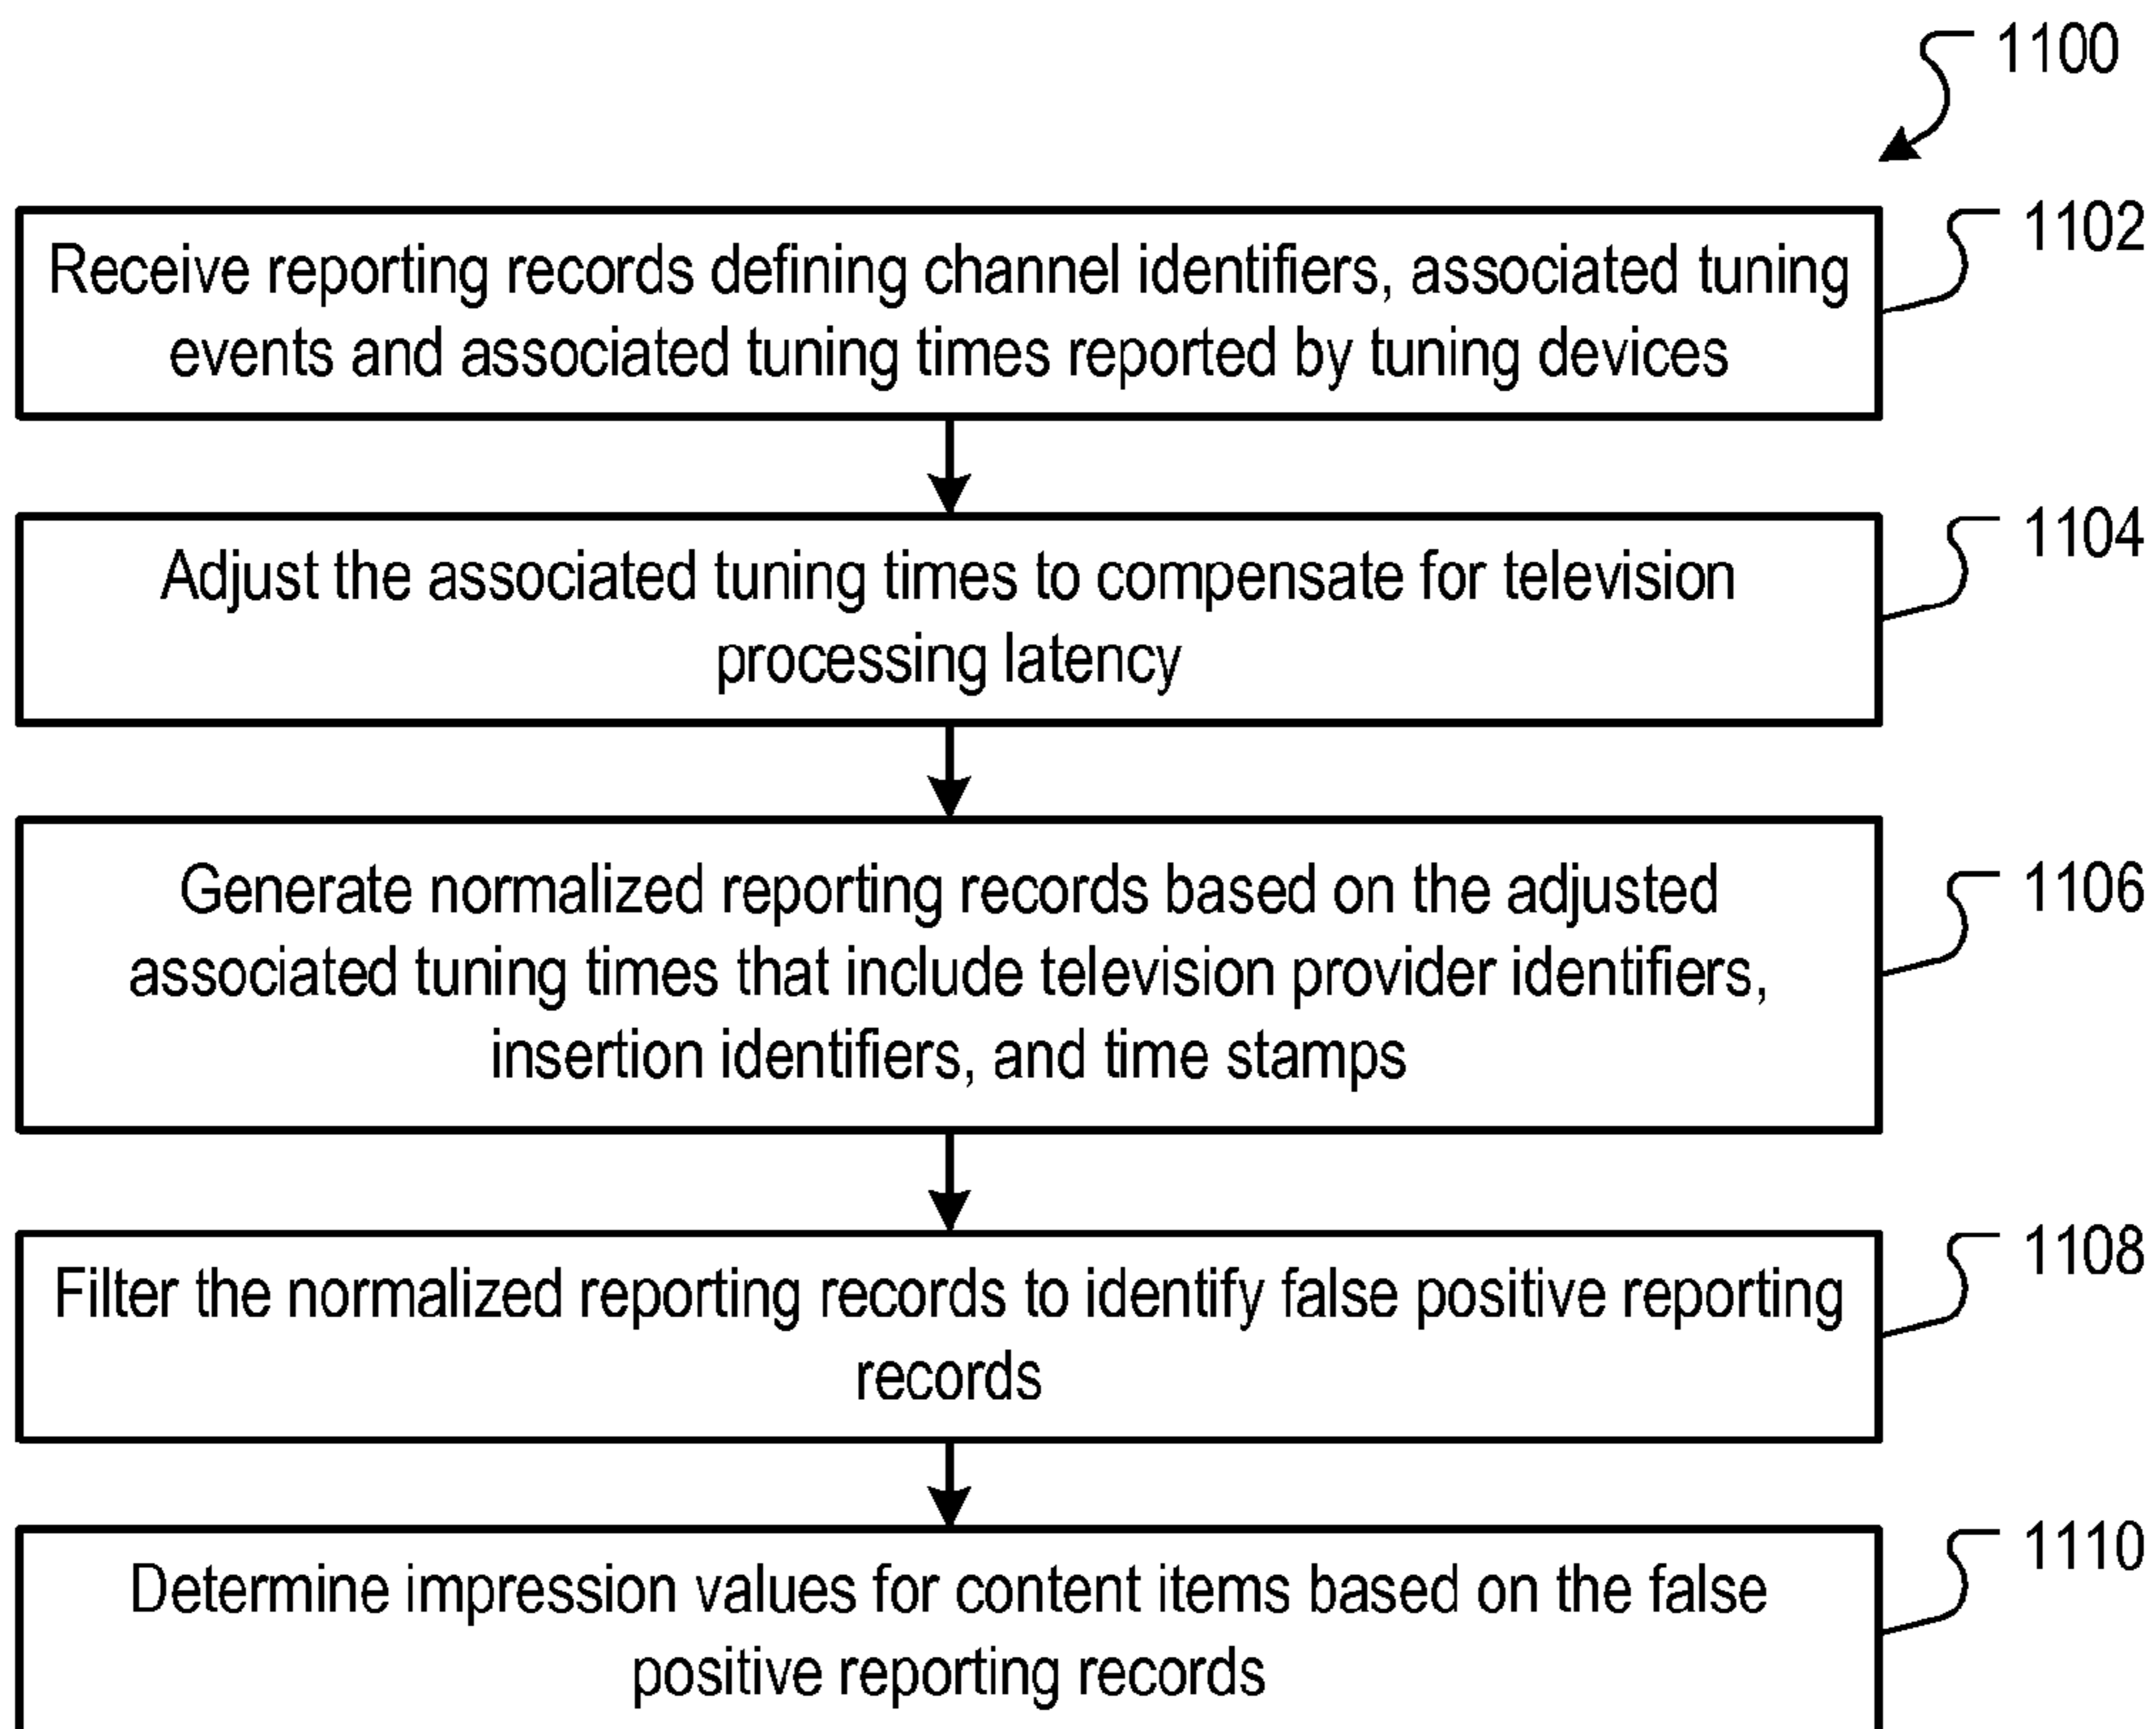 1100
1102
Receive reporting records defining channel identifiers, associated tuning
events and associated tuning times reported by tuning devices
1104
Adjust the associated tuning times to compensate for television
processing latency
1106
Generate normalized reporting records based on the adjusted
associated tuning times that include television provider identifiers,
insertion identifiers, and time stamps
1108
Filter the normalized reporting records to identify false positive reporting
records
1110
Determine impression values for content items based on the false
positive reporting records